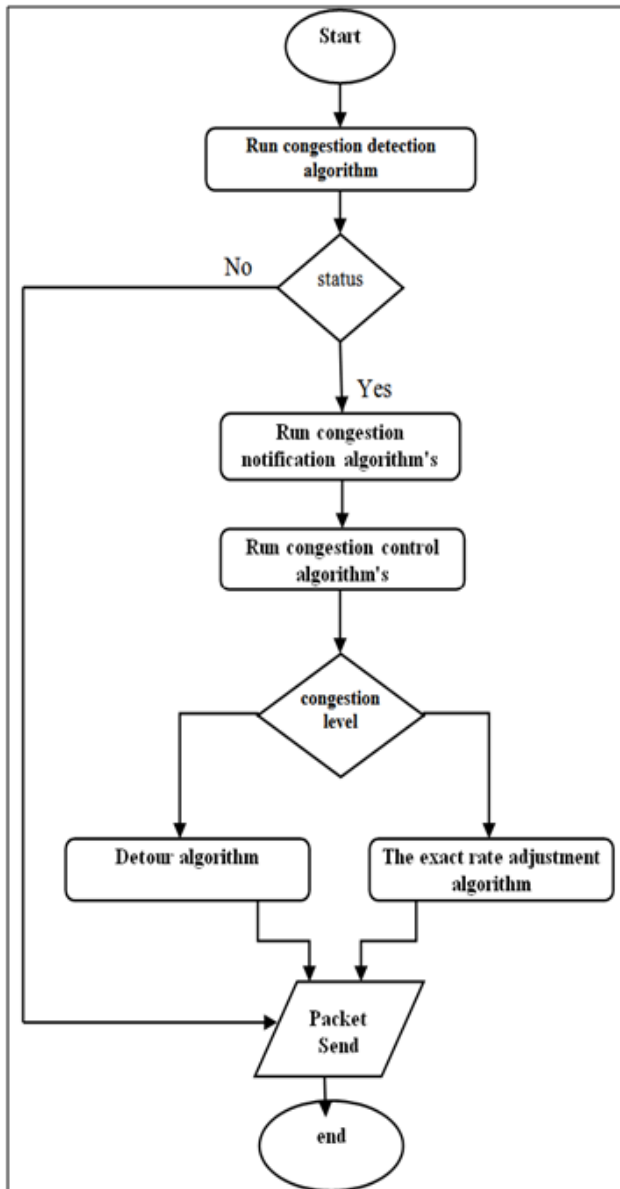 Start
Run congestion detection
algorithm
status
No
Yes
Run congestion
notification algorithm's
Run congestion control
algorithm's
congestion
level
Detour algorithm
The exact rate adjustment
algorithm
Packet
Send
end